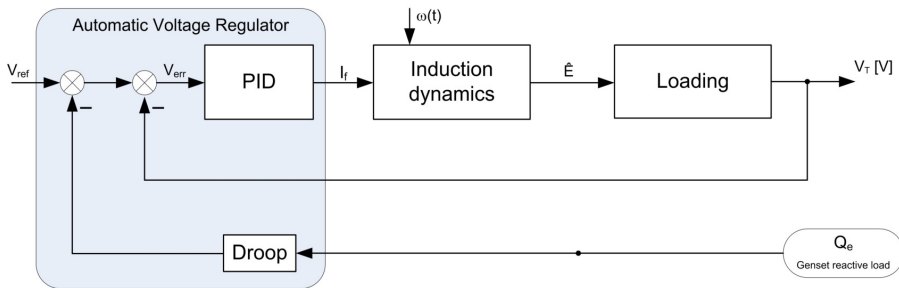 Automatic Voltage Regulator
ω(t)
V_ref
V_err
PID
I_f
Induction
dynamics
Ê
Loading
V_T [V]
Droop
Q_e
Genset reactive load